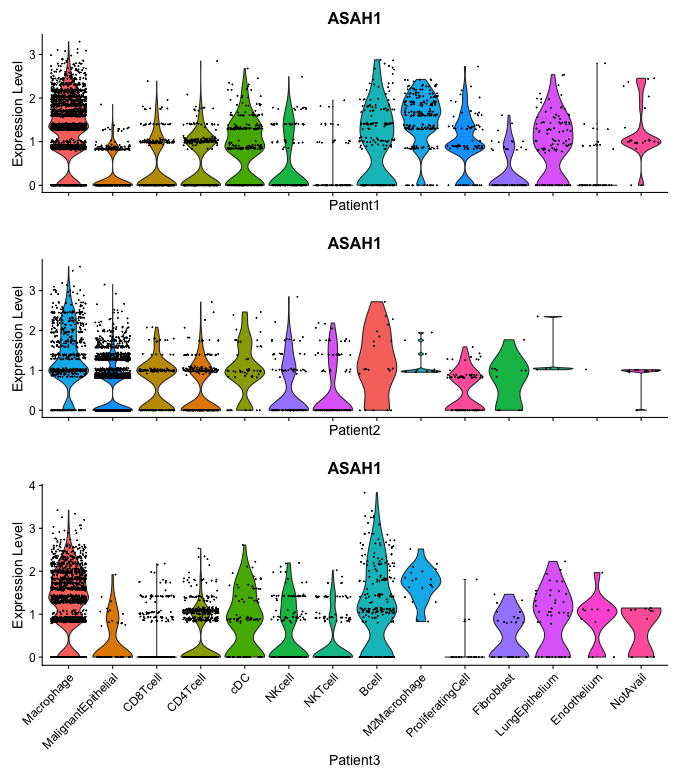 ASAH1
Expression Level
3
2
1
0
Patient1
ASAH1
Expression Level
3
2
1
0
Patient2
ASAH1
Expression Level
4
3
2
1
0
Macrophage
MalignantEpithelial
CD8Tcell
CD4Tcell
cDC
NKcell
NKTcell
Bcell
M2Macrophage
ProliferatingCell
Fibroblast
LungEpithelium
Endothelium
NotAvail
Patient3